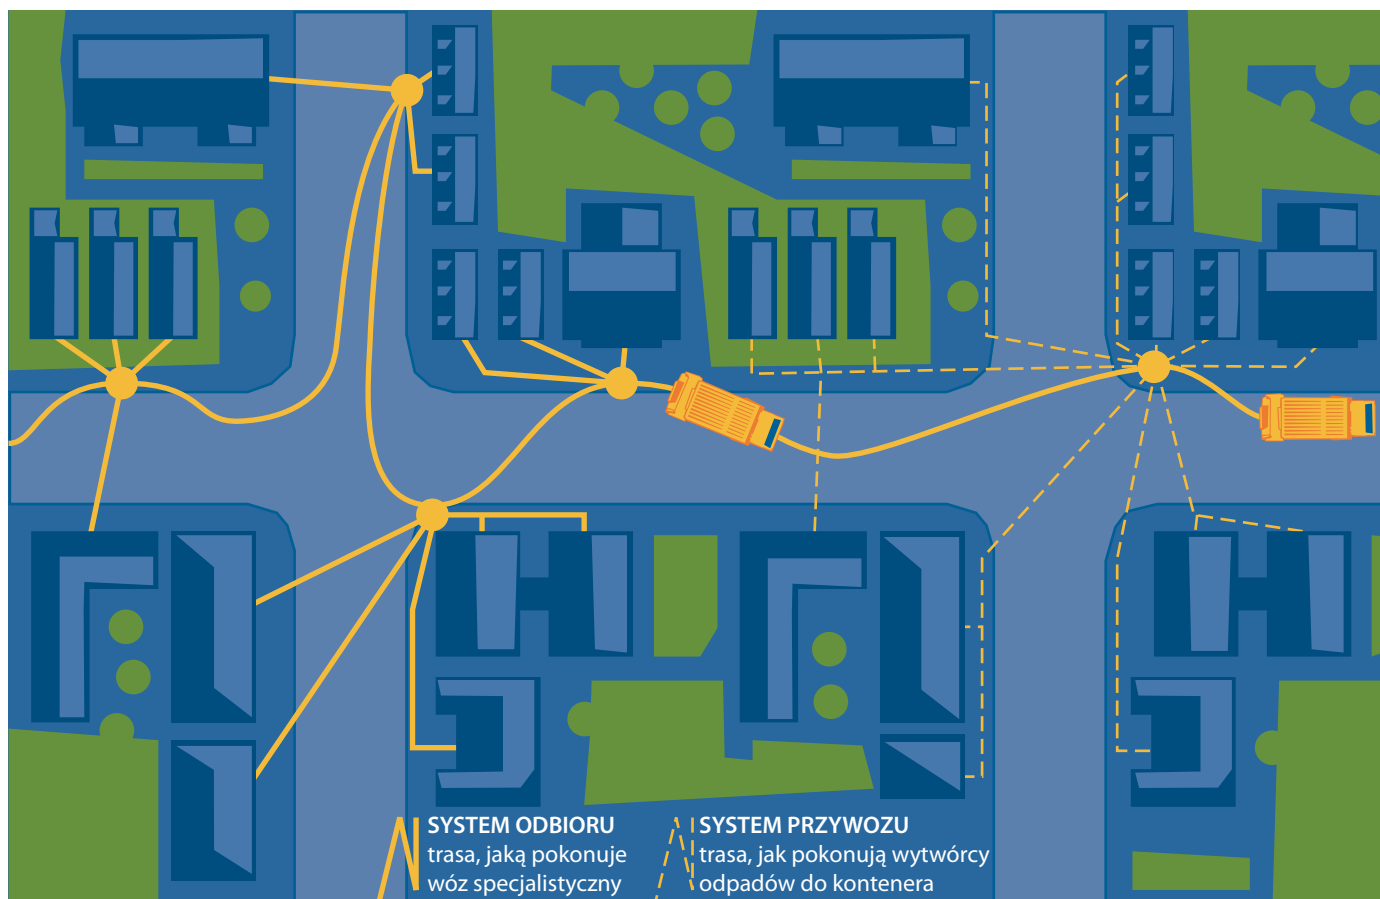 SYSTEM ODBIORU
trasa, jaką pokonuje
wóz specjalistyczny
SYSTEM PRZYWOZU
trasa, jak pokonują wytwórcy
odpadów do kontenera